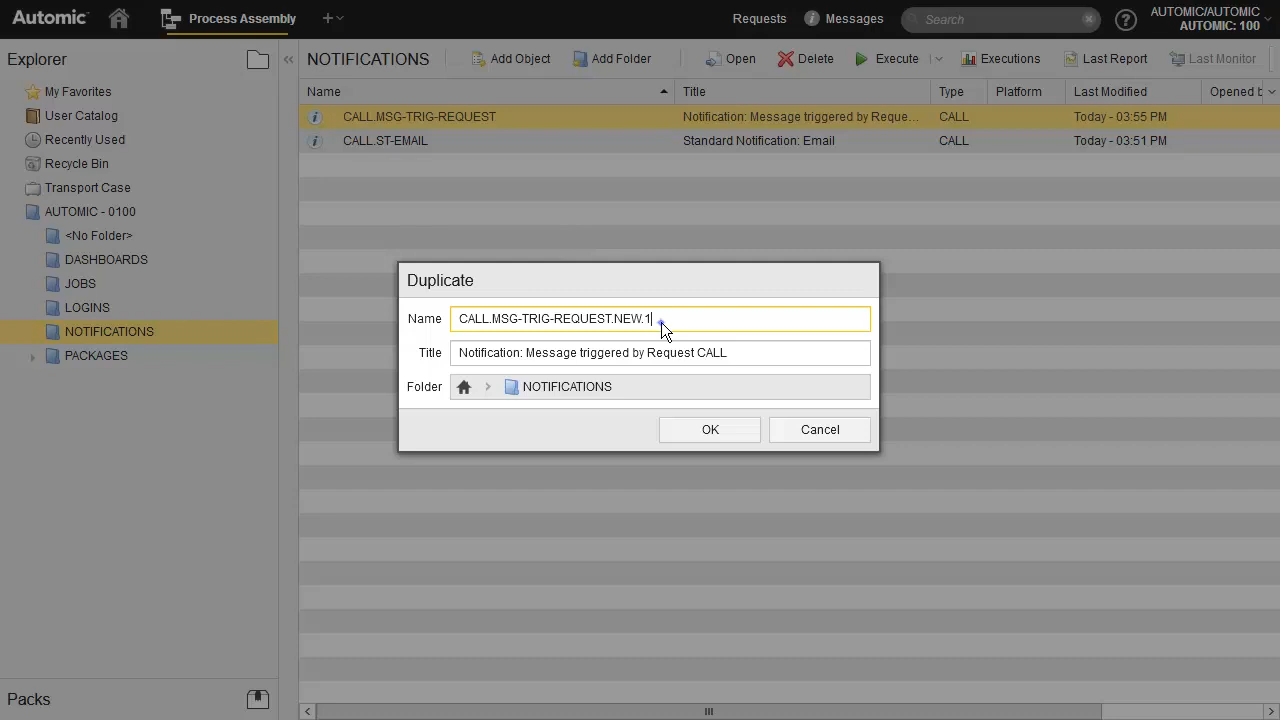 Automic Process Assembly Requests Messages Search AUTOMIC/AUTOMIC
AUTOMIC: 100
Explorer
My Favorites
User Catalog
Recently Used
Recycle Bin
Transport Case
AUTOMIC - 0100
<No Folder>
DASHBOARDS
JOBS
LOGINS
NOTIFICATIONS
PACKAGES
Packs
NOTIFICATIONS Add Object Add Folder Open Delete Execute Executions Last Report Last Monitor
Name Title Type Platform Last Modified Opened b
CALL.MSG-TRIG-REQUEST Notification: Message triggered by Reque... CALL Today - 03:55 PM
CALL.ST-EMAIL Standard Notification: Email CALL Today - 03:51 PM
Duplicate
Name CALL.MSG-TRIG-REQUEST.NEW.1
Title Notification: Message triggered by Request CALL
Folder NOTIFICATIONS
OK Cancel